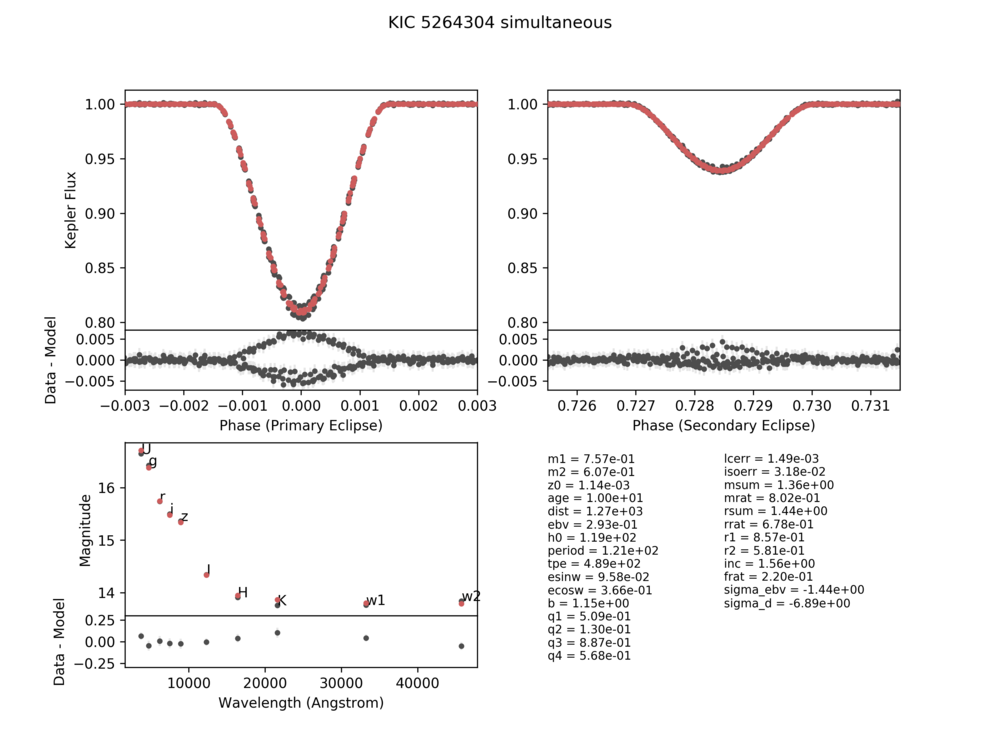 KIC 5264304 simultaneous
Kepler Flux
1.00
0.95
0.90
0.85
0.80
Data - Model
0.005
0.000
−0.005
−0.003 −0.002 −0.001 0.000 0.001 0.002 0.003
Phase (Primary Eclipse)
1.00
0.95
0.90
0.85
0.80
0.005
0.000
−0.005
0.726 0.727 0.728 0.729 0.730 0.731
Phase (Secondary Eclipse)
Magnitude
16
15
14
U
g
r
i
z
J
H
K
w1
w2
Data - Model
0.25
0.00
−0.25
10000 20000 30000 40000
Wavelength (Angstrom)
m1 = 7.57e-01
m2 = 6.07e-01
z0 = 1.14e-03
age = 1.00e+01
dist = 1.27e+03
ebv = 2.93e-01
h0 = 1.19e+02
period = 1.21e+02
tpe = 4.89e+02
esinw = 9.58e-02
ecosw = 3.66e-01
b = 1.15e+00
q1 = 5.09e-01
q2 = 1.30e-01
q3 = 8.87e-01
q4 = 5.68e-01
lcerr = 1.49e-03
isoerr = 3.18e-02
msum = 1.36e+00
mrat = 8.02e-01
rsum = 1.44e+00
rrat = 6.78e-01
r1 = 8.57e-01
r2 = 5.81e-01
inc = 1.56e+00
frat = 2.20e-01
sigma_ebv = -1.44e+00
sigma_d = -6.89e+00